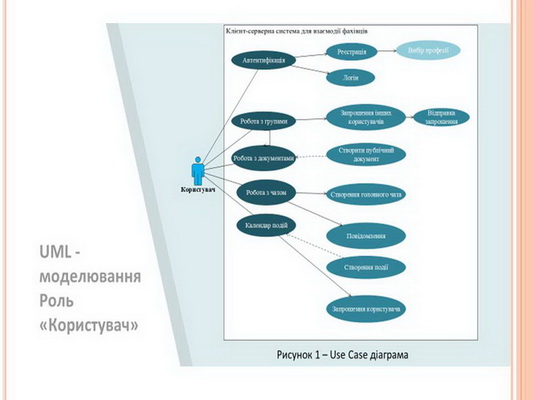 Клієнт-серверна система для взаємодії фахівців
Автентифікація
Реєстрація
Вибір професії
Логін
Робота з групами
Запрошення інших
користувачів
Відправка
запрошення
Робота з документами
Створити публічний
документ
Користувач
Робота з чатом
Створення головного чата
Календар подій
Повідомлення
Створення події
Запрошення користувача
UML -
моделювання
Роль
«Користувач»
Рисунок 1 – Use Case діаграма